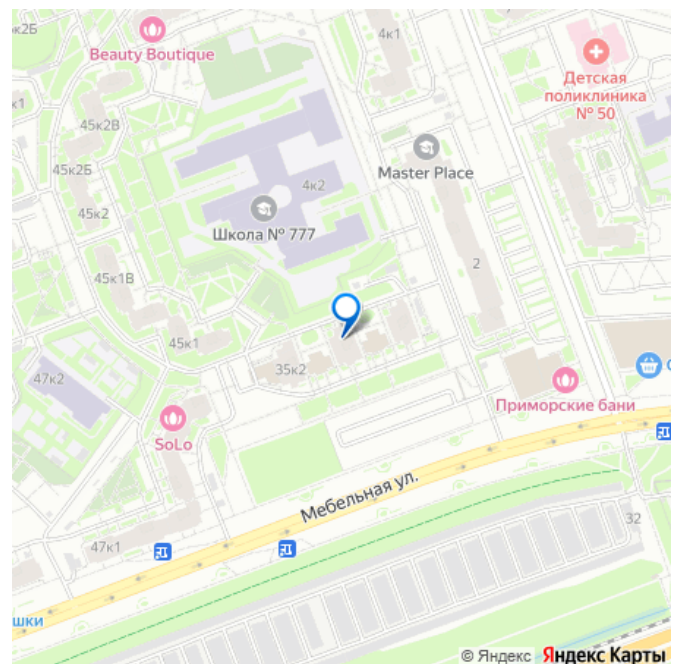 к2Б
Beauty Boutique
4к1
Детская
поликлиника
№ 50
к1
45к2В
45к2Б
Master Place
4к2
45к2
Школа № 777
2
45к1В
45к1
35к2
47к2
Приморские бани
SoLo
Мебельная ул.
32
47к1
шки
© Яндекс Яндекс Карты